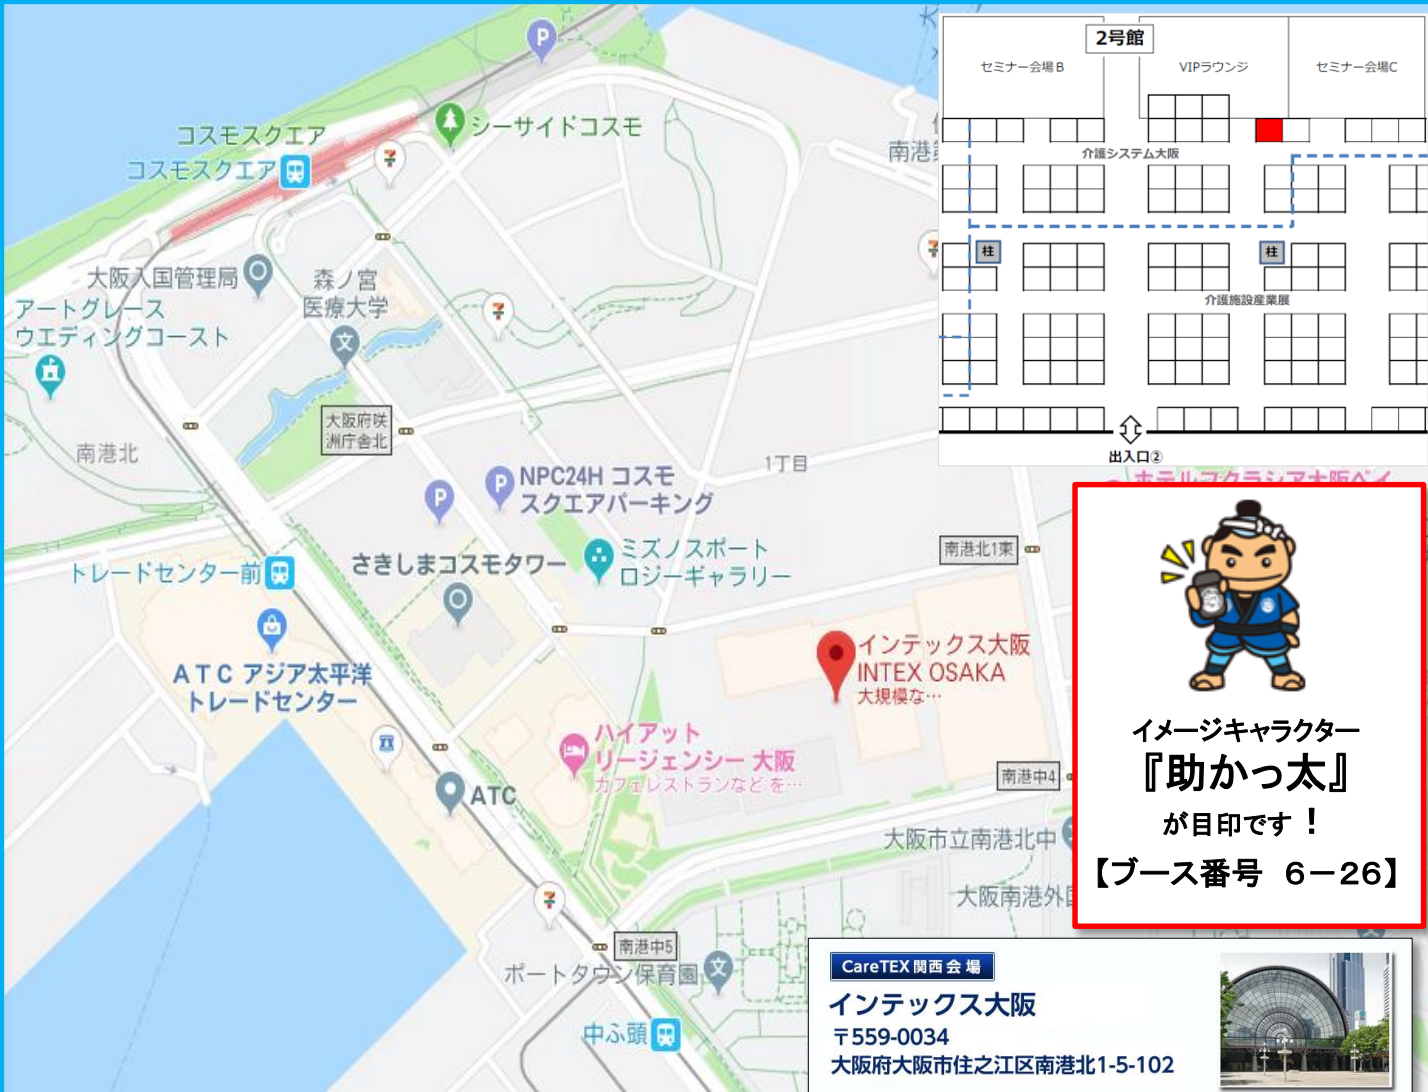 コスモスクエア
コスモスクエア
シーサイドコスモ
大阪入国管理局
森ノ宮
医療大学
アートグレース
ウエディングコースト
大阪府咲
洲庁舎北
南港北
1丁目
NPC24H コスモ
スクエアパーキング
ミズノスポート
ロジーギャラリー
さきしまコスモタワー
トレードセンター前
ATC アジア太平洋
トレードセンター
南港北1東
インテックス大阪
INTEX OSAKA
大規模な…
ハイアット
リージェンシー 大阪
カフェレストランなど を…
ATC
南港中4
大阪市立南港北中
大阪南港外
南港中5
ポートタウン保育園
中ふ頭
2号館
セミナー会場B
VIPラウンジ
セミナー会場C
介護システム大阪
柱
柱
介護施設産業展
出入口②
イメージキャラクター
『助かっ太』
が目印です！
【ブース番号 6－26】
CareTEX関西会場
インテックス大阪
〒559-0034
大阪府大阪市住之江区南港北1-5-102